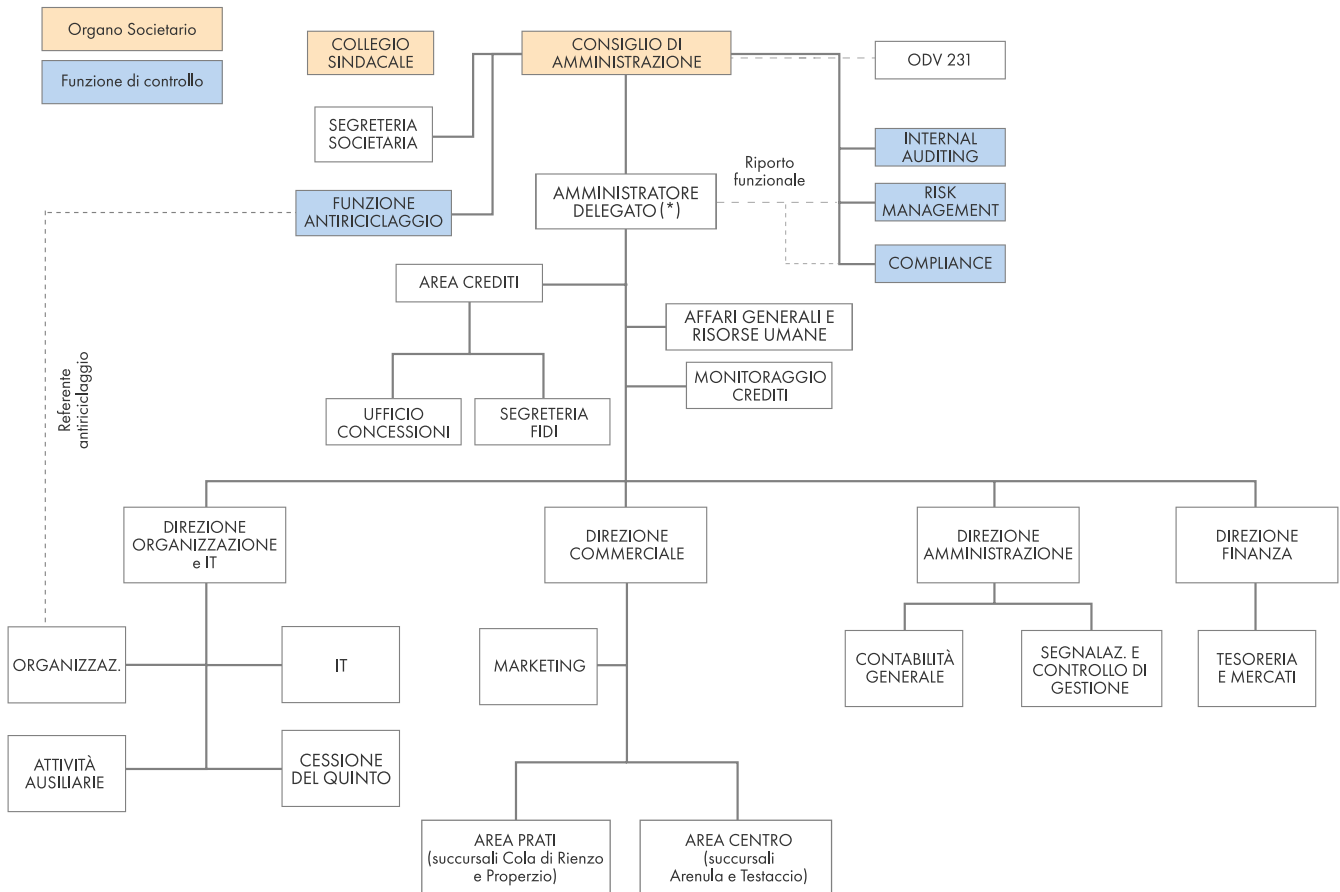 Organo Societario
Funzione di controllo
COLLEGIO
SINDACALE
CONSIGLIO DI
AMMINISTRAZIONE
ODV 231
SEGRETERIA
SOCIETARIA
INTERNAL
AUDITING
Riporto
funzionale
FUNZIONE
ANTIRICICLAGGIO
AMMINISTRATORE
DELEGATO (*)
RISK
MANAGEMENT
COMPLIANCE
AREA CREDITI
AFFARI GENERALI E
RISORSE UMANE
MONITORAGGIO
CREDITI
Referente
antiriciclaggio
UFFICIO
CONCESSIONI
SEGRETERIA
FIDI
DIREZIONE
ORGANIZZAZIONE
e IT
DIREZIONE
COMMERCIALE
DIREZIONE
AMMINISTRAZIONE
DIREZIONE
FINANZA
ORGANIZZAZ.
IT
MARKETING
CONTABILITÀ
GENERALE
SEGNALAZ. E
CONTROLLO DI
GESTIONE
TESORERIA
E MERCATI
ATTIVITÀ
AUSILIARIE
CESSIONE
DEL QUINTO
AREA PRATI
(succursali Cola di Rienzo
e Properzio)
AREA CENTRO
(succursali
Arenula e Testaccio)